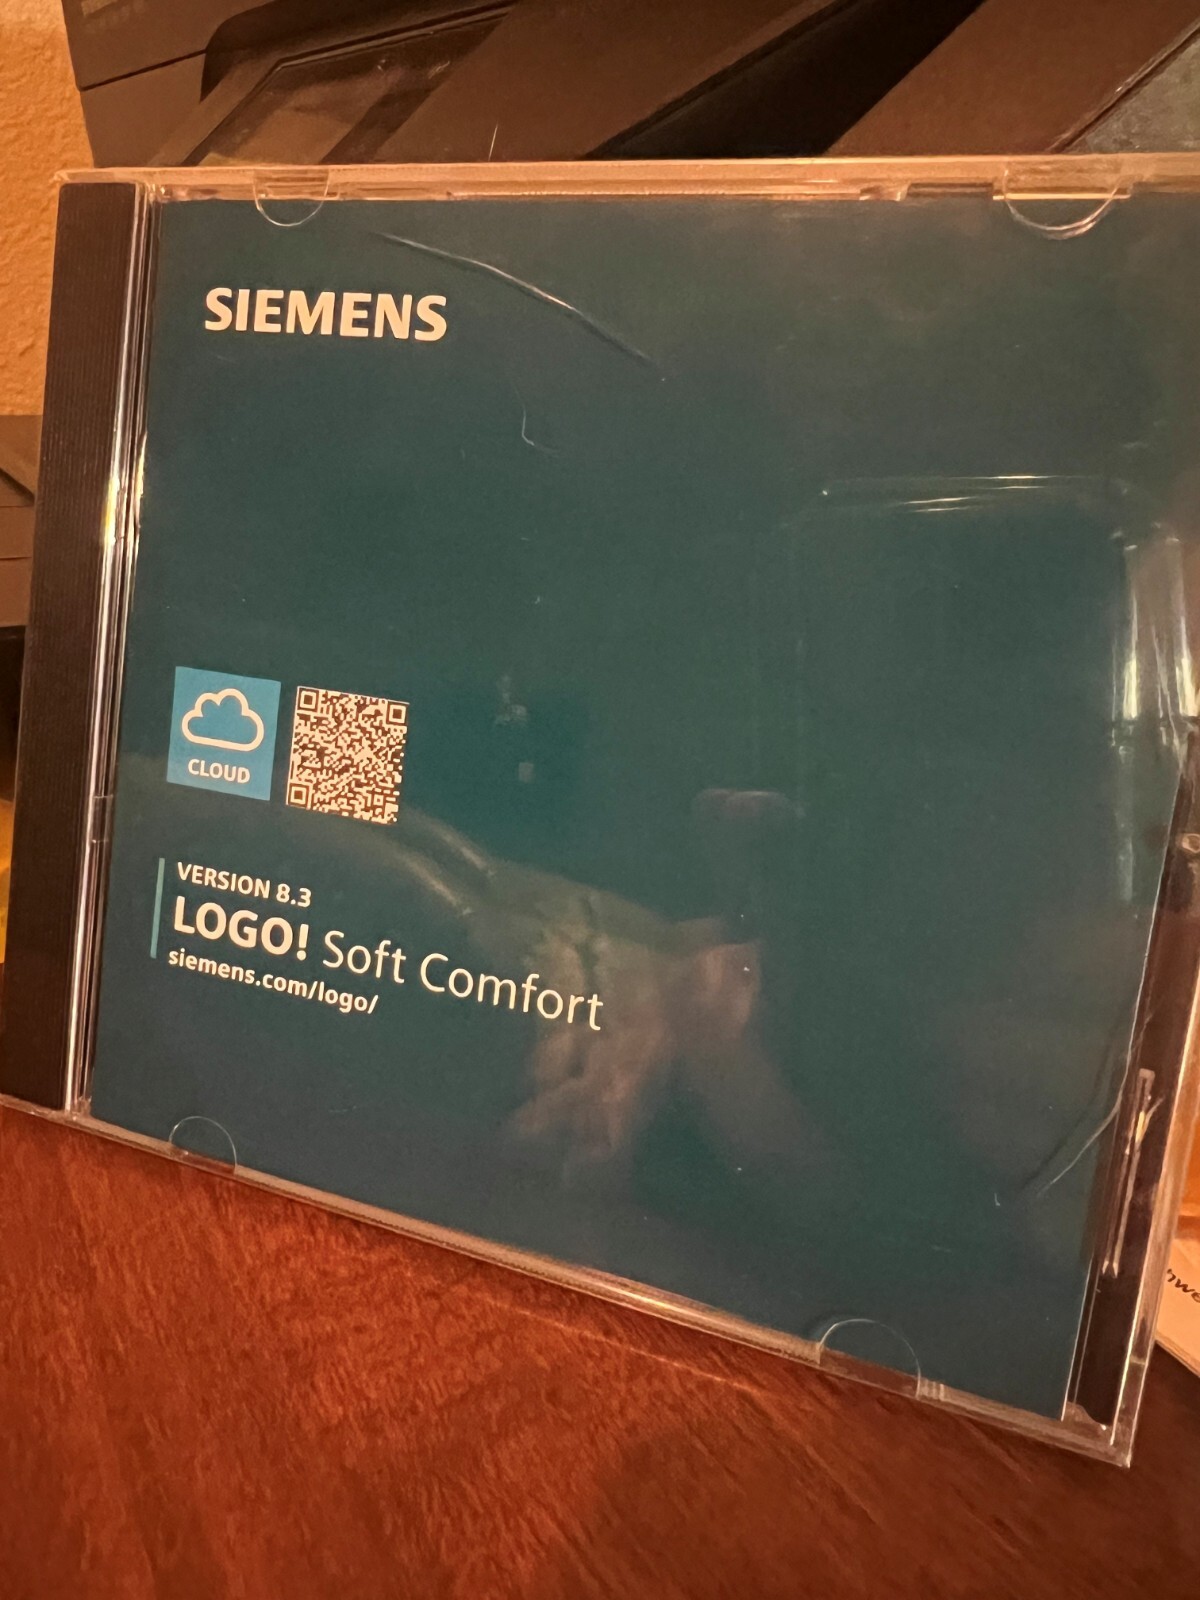 SIEMENS
CLOUD
VERSION 8.3
LOGO! Soft Comfort
siemens.com/logo/